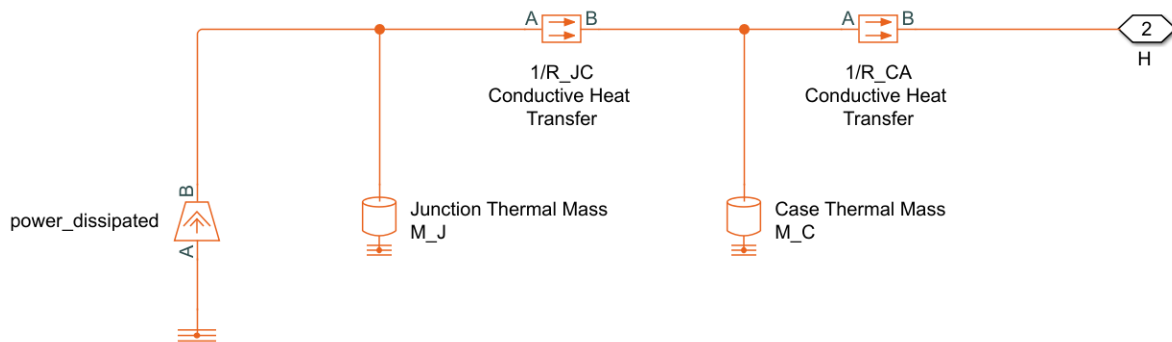 A B
A B
2
H
1/R_JC
Conductive Heat
Transfer
1/R_CA
Conductive Heat
Transfer
B
power_dissipated
A
Junction Thermal Mass
M_J
Case Thermal Mass
M_C